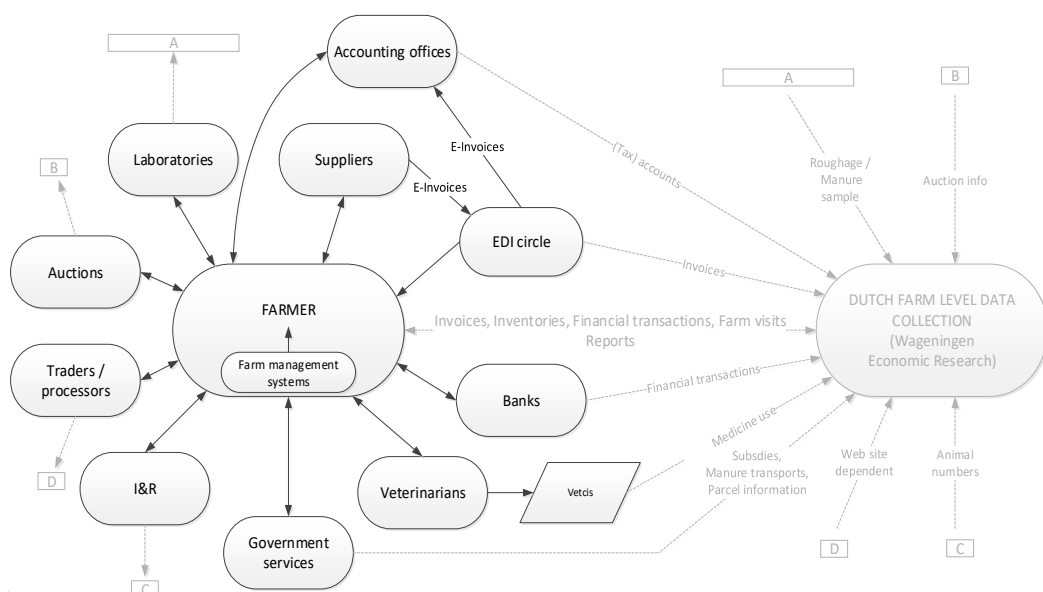 Accounting offices
A
A
B
Laboratories
Suppliers
E-Invoices
E-Invoices
(Tax) accounts
Roughage /
Manure
sample
Auction info
B
Auctions
EDI circle
Invoices
FARMER
Farm management
systems
Invoices, Inventories, Financial transactions, Farm visits
Reports
DUTCH FARM LEVEL DATA
COLLECTION
(Wageningen
Economic Research)
Traders /
processors
Banks
Financial transactions
Medicine use
D
I&R
Veterinarians
Vetcis
Subsdies,
Manure transports,
Parcel information
Web site
dependent
Animal
numbers
Government
services
C
D
C